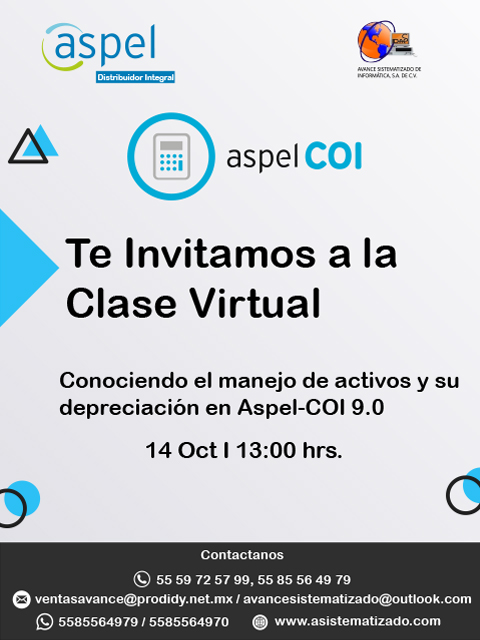 aspel
Distribuidor Integral
AVANCE SISTEMATIZADO DE
INFORMÁTICA, S.A. DE C.V.
aspel COI
Te Invitamos a la
Clase Virtual
Conociendo el manejo de activos y su
depreciación en Aspel-COI 9.0
14 Oct I 13:00 hrs.
Contactanos
55 59 72 57 99, 55 85 56 49 79
ventasavance@prodidy.net.mx / avancesistematizado@outlook.com
5585564979 / 5585564970 www.asistematizado.com